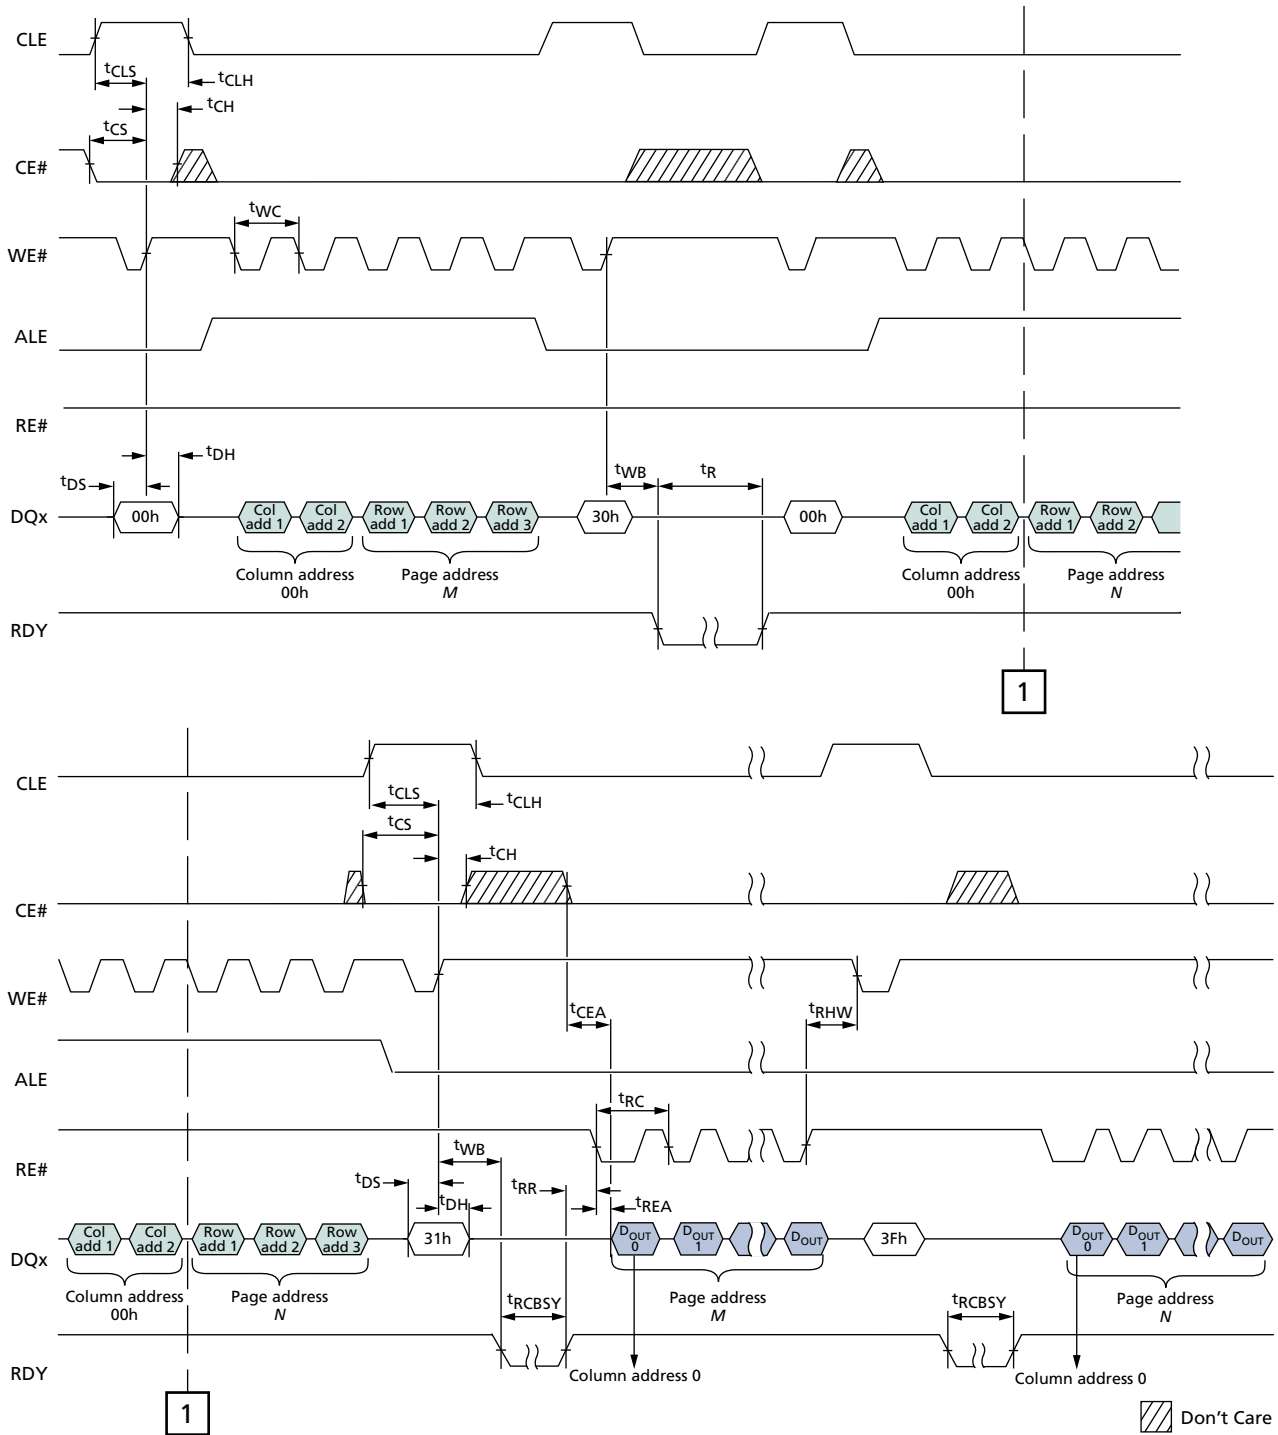 CLE
tCLS
tCLH
tCH
tCS
CE#
tWC
WE#
ALE
RE#
tDH
tDS
tWB
tR
DQx
00h
Col add 1
Col add 2
Row add 1
Row add 2
Row add 3
30h
00h
Col add 1
Col add 2
Row add 1
Row add 2
Column address
00h
Page address
M
Column address
00h
Page address
N
RDY
1
CLE
tCLS
tCLH
tCS
tCH
CE#
WE#
tCEA
tRHW
ALE
tRC
RE#
tWB
tDS
tRR
tDH
tREA
DQx
Col add 1
Col add 2
Row add 1
Row add 2
Row add 3
31h
DOUT 0
DOUT 1
DOUT
3Fh
DOUT 0
DOUT 1
DOUT
Column address
00h
Page address
N
tRCBSY
Page address
M
tRCBSY
Page address
N
RDY
Column address 0
Column address 0
1
Don't Care